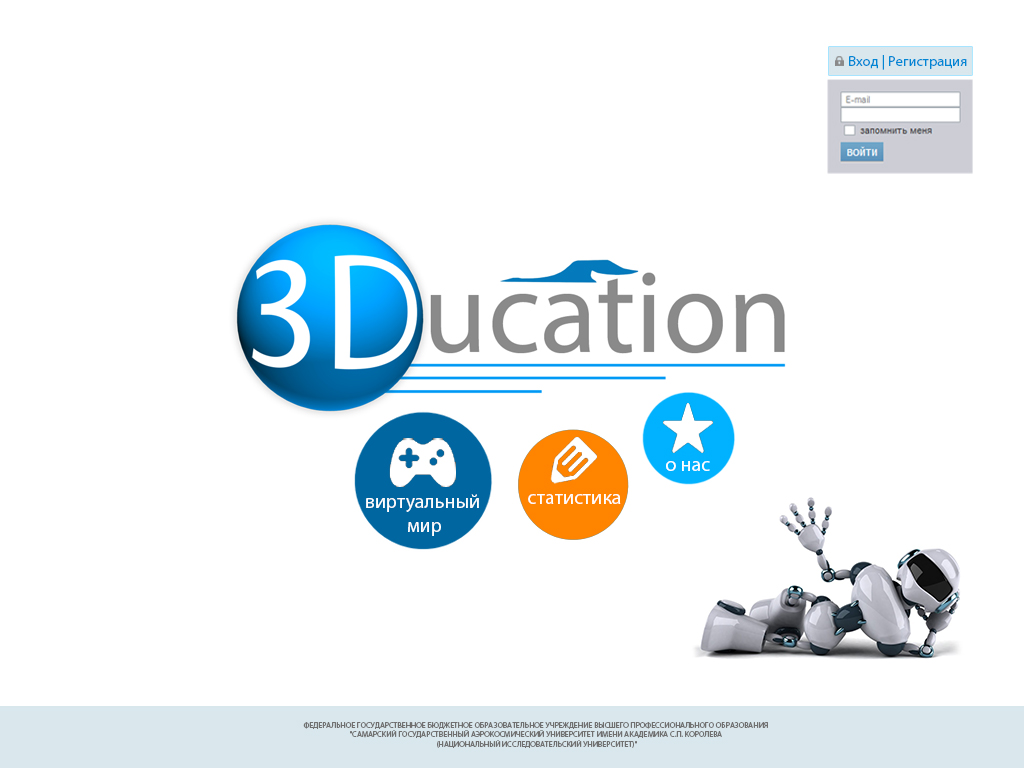 Вход | Регистрация
E-mail
запомнить меня
ВОЙТИ
3Ducation
виртуальный
мир
статистика
о нас
ФЕДЕРАЛЬНОЕ ГОСУДАРСТВЕННОЕ БЮДЖЕТНОЕ ОБРАЗОВАТЕЛЬНОЕ УЧРЕЖДЕНИЕ ВЫСШЕГО ПРОФЕССИОНАЛЬНОГО ОБРАЗОВАНИЯ
"САМАРСКИЙ ГОСУДАРСТВЕННЫЙ АЭРОКОСМИЧЕСКИЙ УНИВЕРСИТЕТ ИМЕНИ АКАДЕМИКА С.П. КОРОЛЕВА
(НАЦИОНАЛЬНЫЙ ИССЛЕДОВАТЕЛЬСКИЙ УНИВЕРСИТЕТ)"